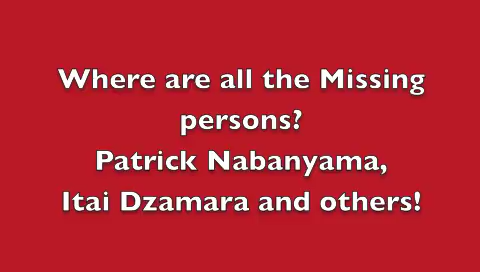 Where are all the Missing
persons?
Patrick Nabanyama,
Itai Dzamara and others!